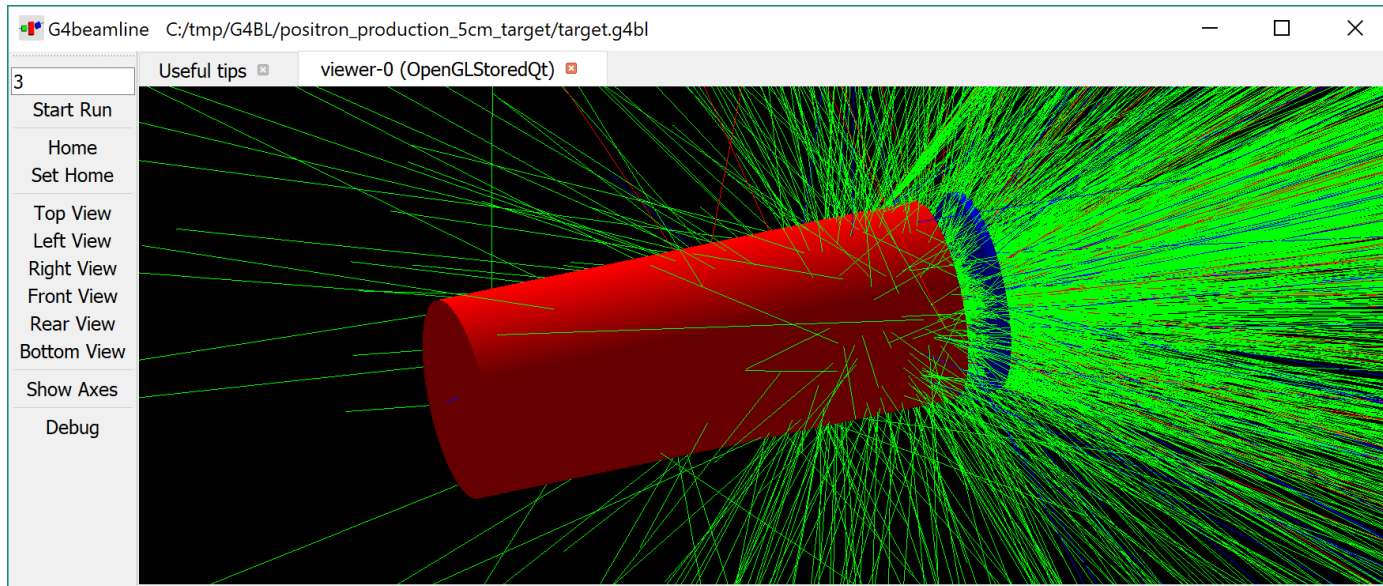 G4beamline C:/tmp/G4BL/positron_production_5cm_target/target.g4bl
Useful tips viewer-0 (OpenGLStoredQt)
3
Start Run
Home
Set Home
Top View
Left View
Right View
Front View
Rear View
Bottom View
Show Axes
Debug